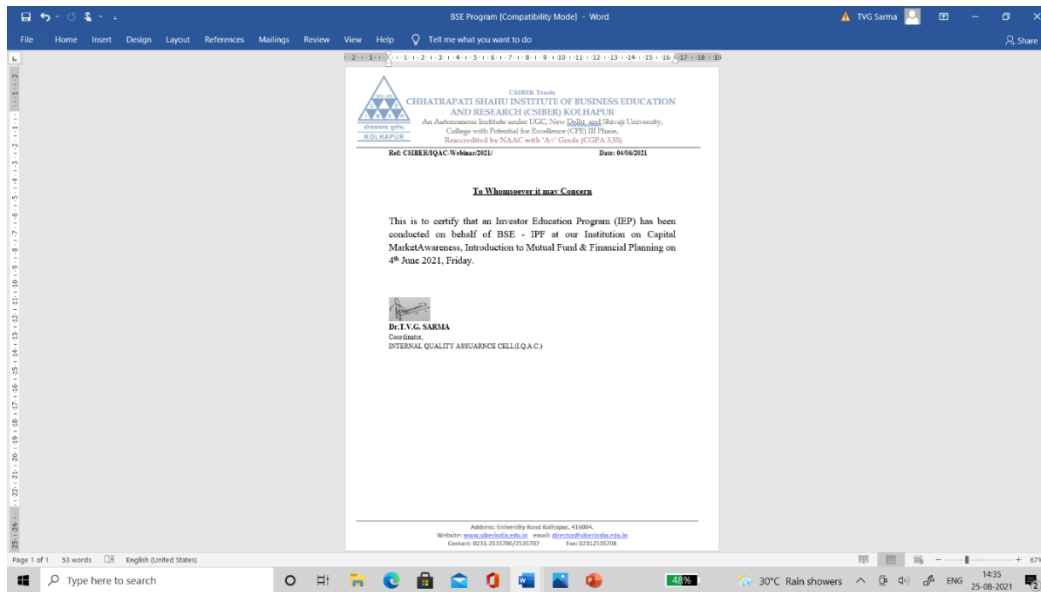 BSE Program [Compatibility Mode] - Word
TVG Sarma
File Home Insert Design Layout References Mailings Review View Help Tell me what you want to do
Share
CSIBER Trusts
CHHATRAPATI SHAHU INSTITUTE OF BUSINESS EDUCATION
AND RESEARCH (CSIBER) KOLHAPUR
An Autonomous Institute under UGC, New Delhi, and Shivaji University,
College with Potential for Excellence (CPE) III Phase,
Reaccredited by NAAC with 'A+' Grade (CGPA 3.55)
KOLHAPUR
Ref: CSIBER/IQAC-Webinar/2021/ Date: 04/06/2021
To Whomsoever it may Concern
This is to certify that an Investor Education Program (IEP) has been
conducted on behalf of BSE - IPF at our Institution on Capital
MarketAwareness, Introduction to Mutual Fund & Financial Planning on
4th June 2021, Friday.
Dr.T.V.G. SARMA
Coordinator,
INTERNAL QUALITY ASSUARNCE CELL(I.Q.A.C.)
Address: University Road Kolhapur, 416004.
Website: www.siberindia.edu.in email: director@siberindia.edu.in
Contact: 0231-2535706/2535707 Fax: 02312535708
Page 1 of 1 53 words English (United States)
67%
Type here to search
48%
30°C Rain showers
ENG
14:35
25-08-2021
2